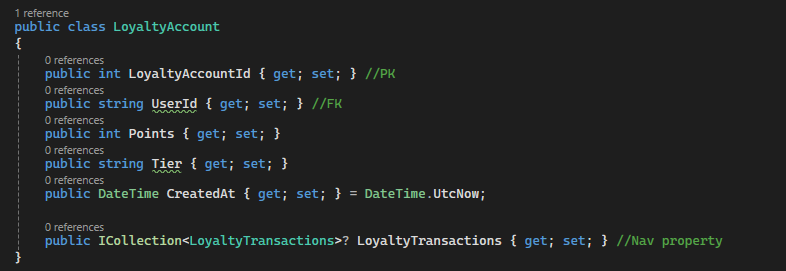 1 reference
public class LoyaltyAccount
{
0 references
public int LoyaltyAccountId { get; set; } //PK
0 references
public string UserId { get; set; } //FK
0 references
public int Points { get; set; }
0 references
public string Tier { get; set; }
0 references
public DateTime CreatedAt { get; set; } = DateTime.UtcNow;
0 references
public ICollection<LoyaltyTransactions>? LoyaltyTransactions { get; set; } //Nav property
}